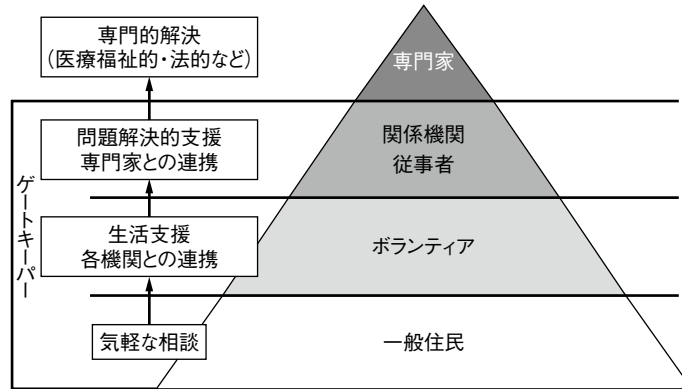 専門的解決
（医療福祉的・法的など）
専門家
問題解決的支援
専門家との連携
関係機関
従事者
ゲートキーパー
生活支援
各機関との連携
ボランティア
気軽な相談
一般住民